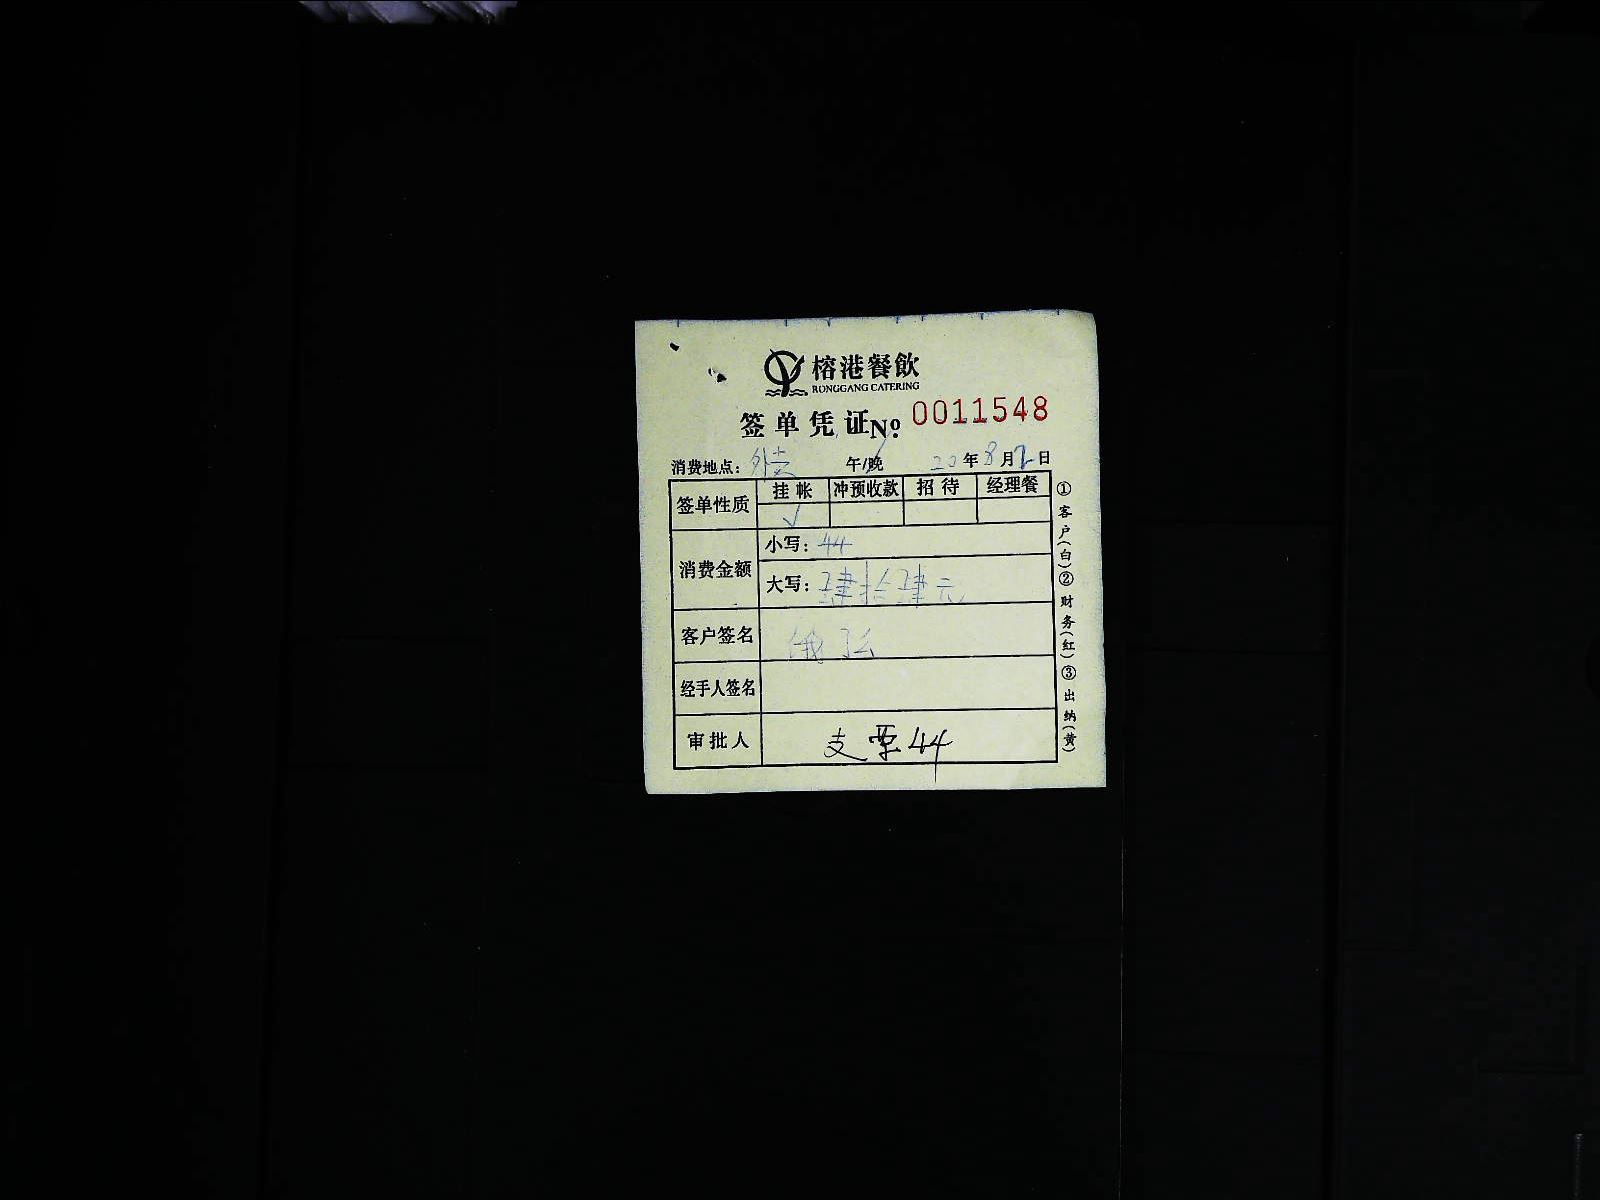 榕港餐飲
RONGGANG CATERING
签单凭证 No: 0011548
消费地点: 外卖 午/晚 20年8月2日
签单性质 挂帐 冲预收款 招待 经理餐
√
消费金额 小写: 44
大写: 肆拾肆元
客户签名
经手人签名
审批人 支票44
①客户(白)②财务(红)③出纳(黄)